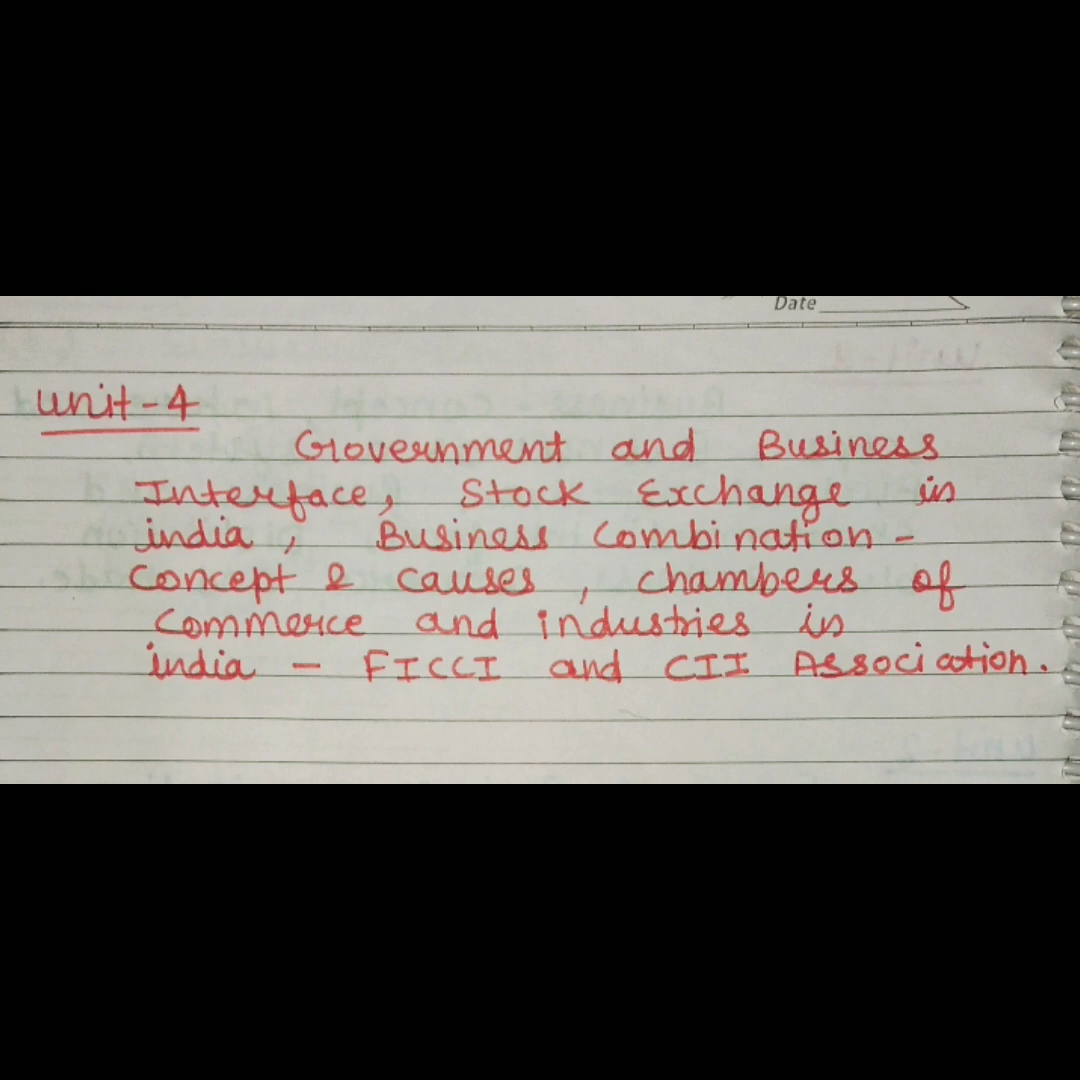 Date
Unit-4
Government and Business
Interface, Stock Exchange in
india, Business Combination -
Concept & causes, chambers of
Commerce and industries in
india - FICCI and CII Association.